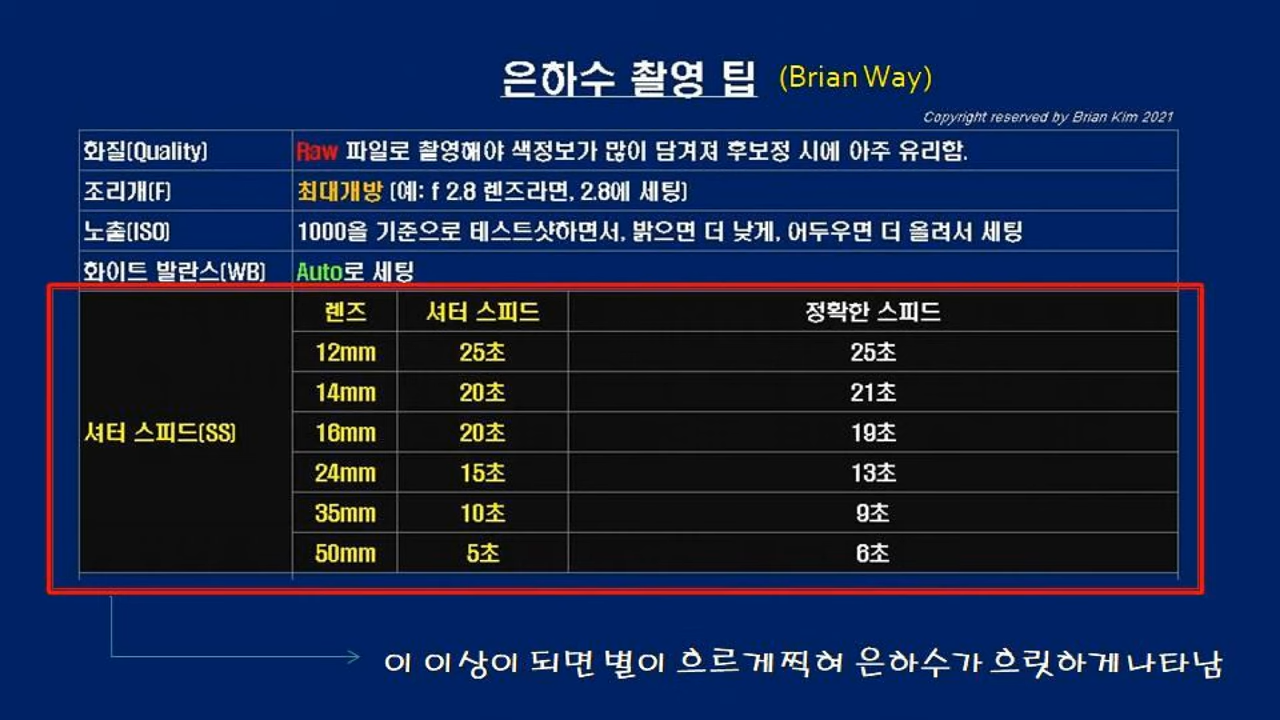 은하수 촬영 팁 (Brian Way)
Copyright reserved by Brian Kim 2021
화질(Quality) Raw 파일로 촬영해야 색정보가 많이 담겨져 후보정 시에 아주 유리함.
조리개(F) 최대개방 (예: f 2.8 렌즈라면, 2.8에 세팅)
노출(ISO) 1000을 기준으로 테스트샷하면서, 밝으면 더 낮게, 어두우면 더 올려서 세팅
화이트 발란스(WB) Auto로 세팅
렌즈 셔터 스피드 정확한 스피드
12mm 25초 25초
14mm 20초 21초
셔터 스피드(SS) 16mm 20초 19초
24mm 15초 13초
35mm 10초 9초
50mm 5초 6초
이 이상이 되면 별이 흐르게찍혀 은하수가 흐릿하게나타남